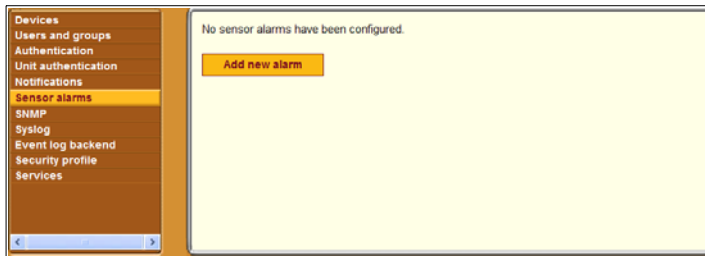 Devices
Users and groups
Authentication
Unit authentication
Notifications
Sensor alarms
SNMP
Syslog
Event log backend
Security profile
Services
No sensor alarms have been configured.
Add new alarm